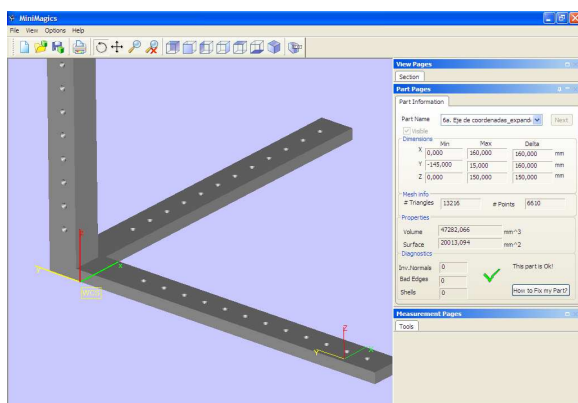 MiniMagics
File View Options Help
View Pages
Section
Part Pages
Part Information
Part Name 6a. Eje de coordenadas_expand Next
Visible
Dimensions
Min Max Delta
X 0,000 160,000 160,000 mm
Y -145,000 15,000 160,000 mm
Z 0,000 150,000 150,000 mm
Mesh info
# Triangles 13216 # Points 6610
Properties
Volume 47282,066 mm^3
Surface 20013,094 mm^2
Diagnostics
Inv.Normals 0 This part is Ok!
Bad Edges 0
Shells 0 How to Fix my Part?
Measurement Pages
Tools
Z
Y X
WCS
Z
Y X